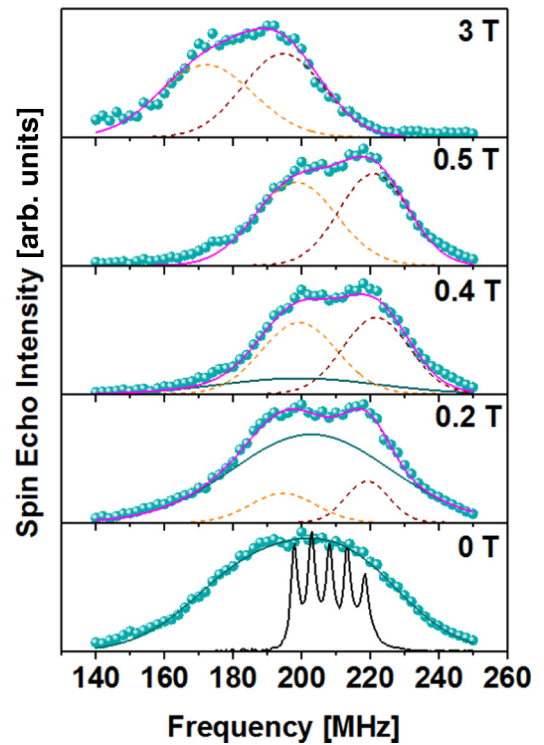 3 T
0.5 T
0.4 T
0.2 T
0 T
Spin Echo Intensity [arb. units]
140 160 180 200 220 240 260
Frequency [MHz]